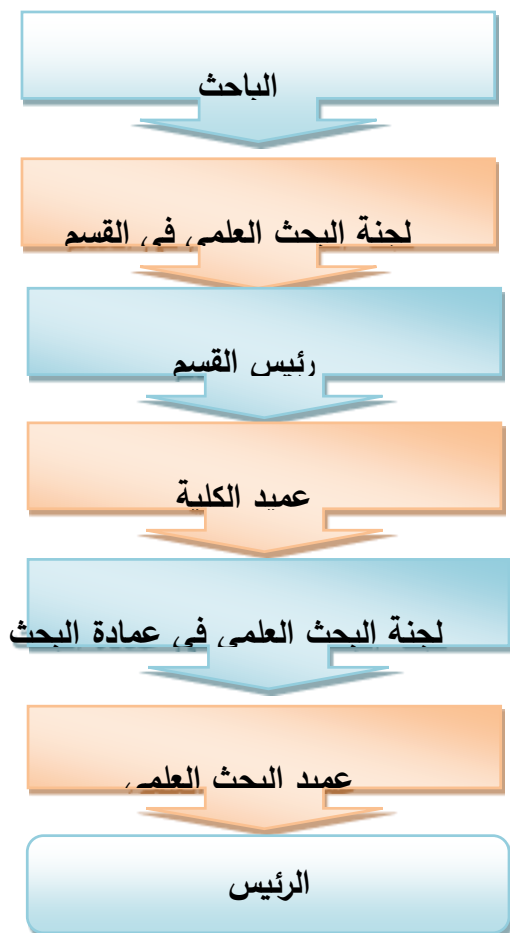 الباحث
لجنة البحث العلمي في القسم
رئيس القسم
عميد الكلية
لجنة البحث العلمي في عمادة البحث
عميد البحث العلمي
الرئيس